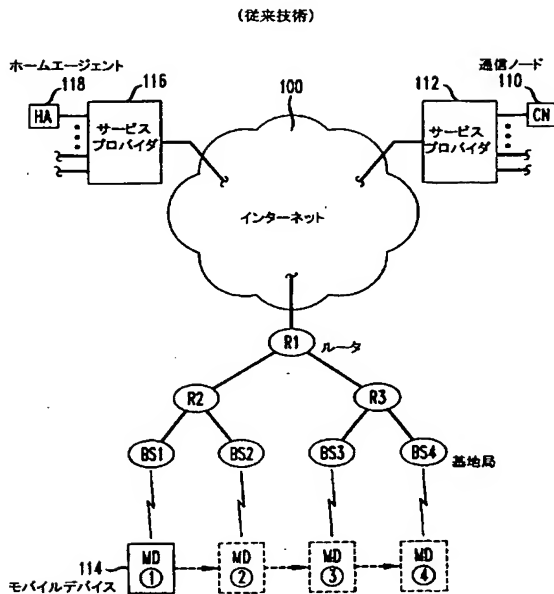 (従来技術)
ホームエージェント
118
116
100
112
通信ノード
110
HA
サービス
プロバイダ
サービス
プロバイダ
CN
インターネット
R1
ルータ
R2
R3
BS1
BS2
BS3
BS4
基地局
114
MD
①
MD
②
MD
③
MD
④
モバイルデバイス